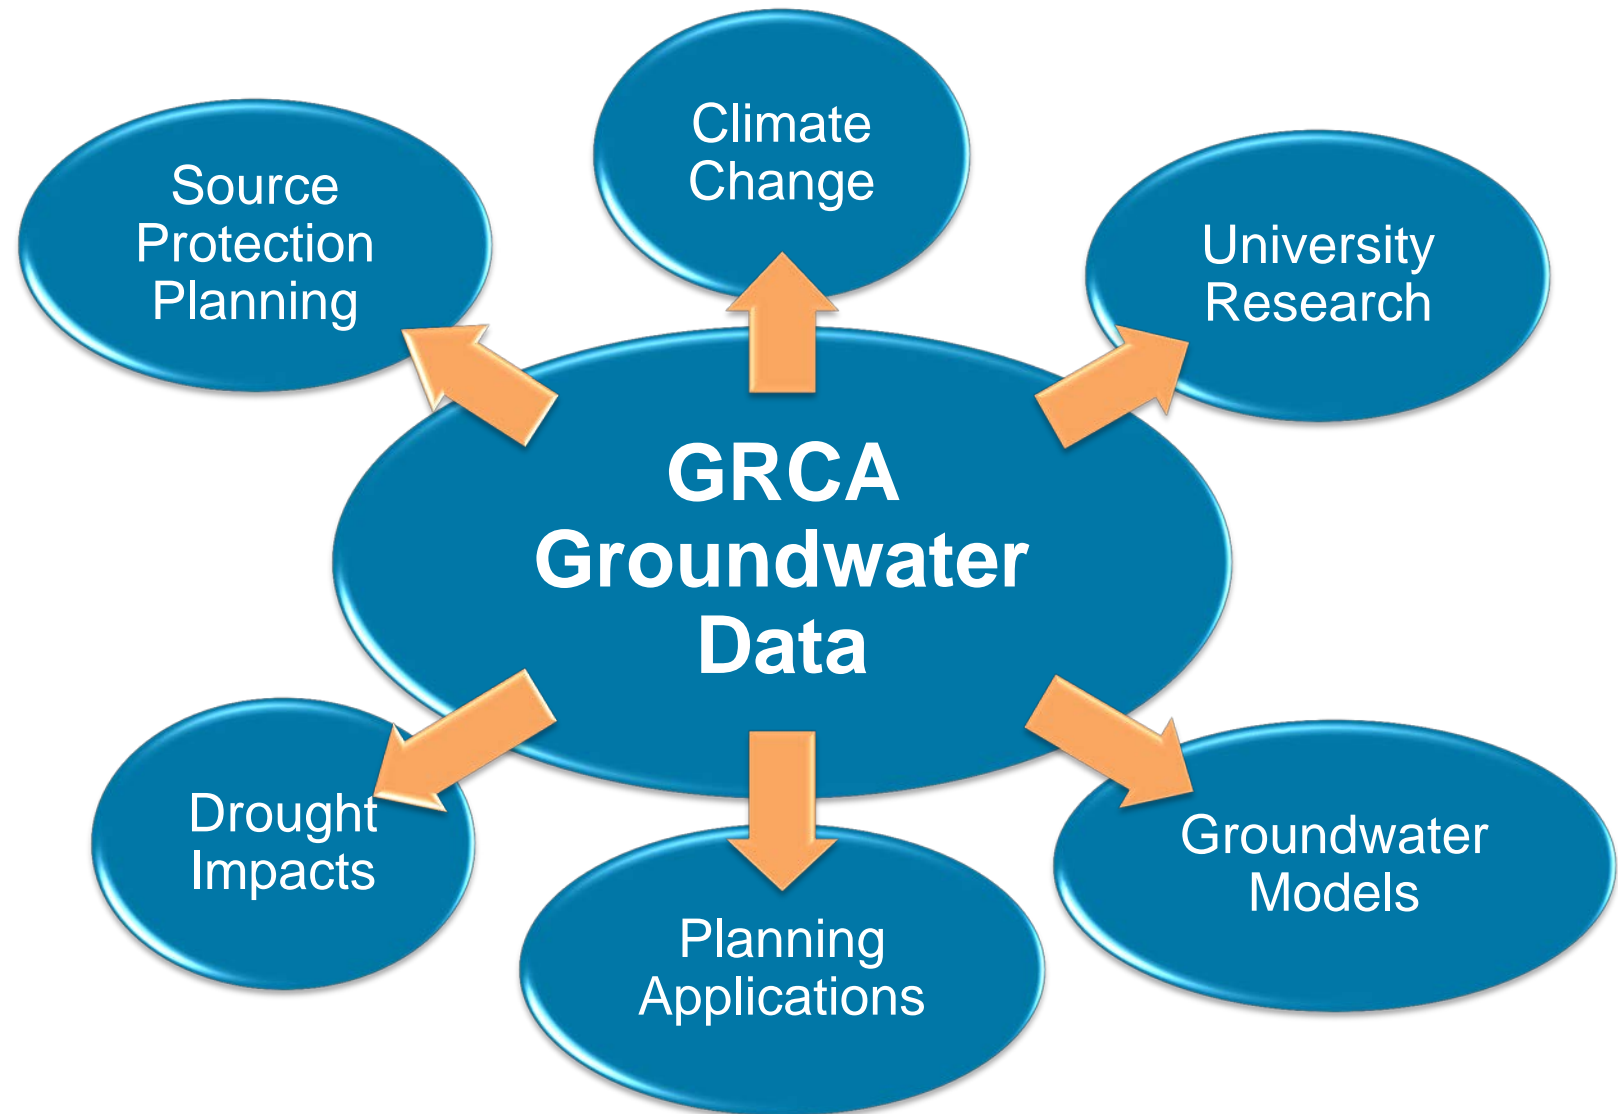 Climate
Change
Source
Protection
Planning
University
Research
GRCA
Groundwater
Data
Drought
Impacts
Groundwater
Models
Planning
Applications